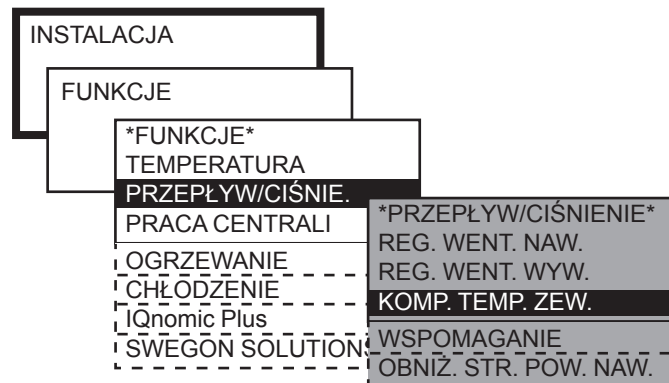 INSTALACJA
FUNKCJE
*FUNKCJE*
TEMPERATURA
PRZEPŁYW/CIŚNIE.
PRACA CENTRALI
OGRZEWANIE
CHŁODZENIE
IQnomic Plus
SWEGON SOLUTION
*PRZEPŁYW/CIŚNIENIE*
REG. WENT. NAW.
REG. WENT. WYW.
KOMP. TEMP. ZEW.
WSPOMAGANIE
OBNIŻ. STR. POW. NAW.